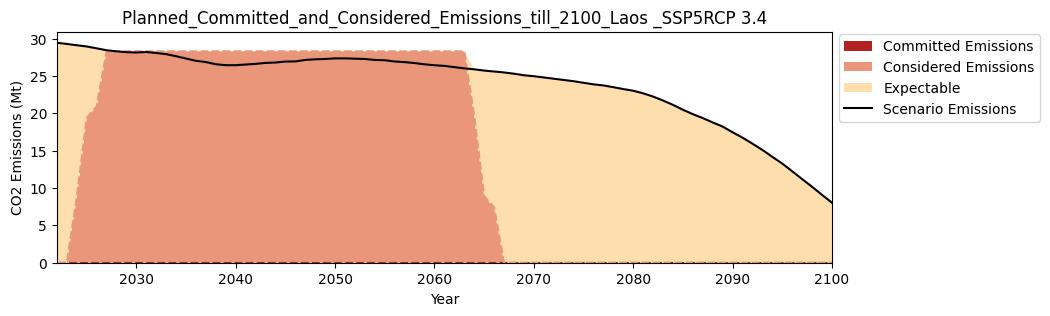 Planned_Committed_and_Considered_Emissions_till_2100_Laos _SSP5RCP 3.4
CO2 Emissions (Mt)
30
25
20
15
10
5
0
2030 2040 2050 2060 2070 2080 2090 2100
Year
Committed Emissions
Considered Emissions
Expectable
Scenario Emissions